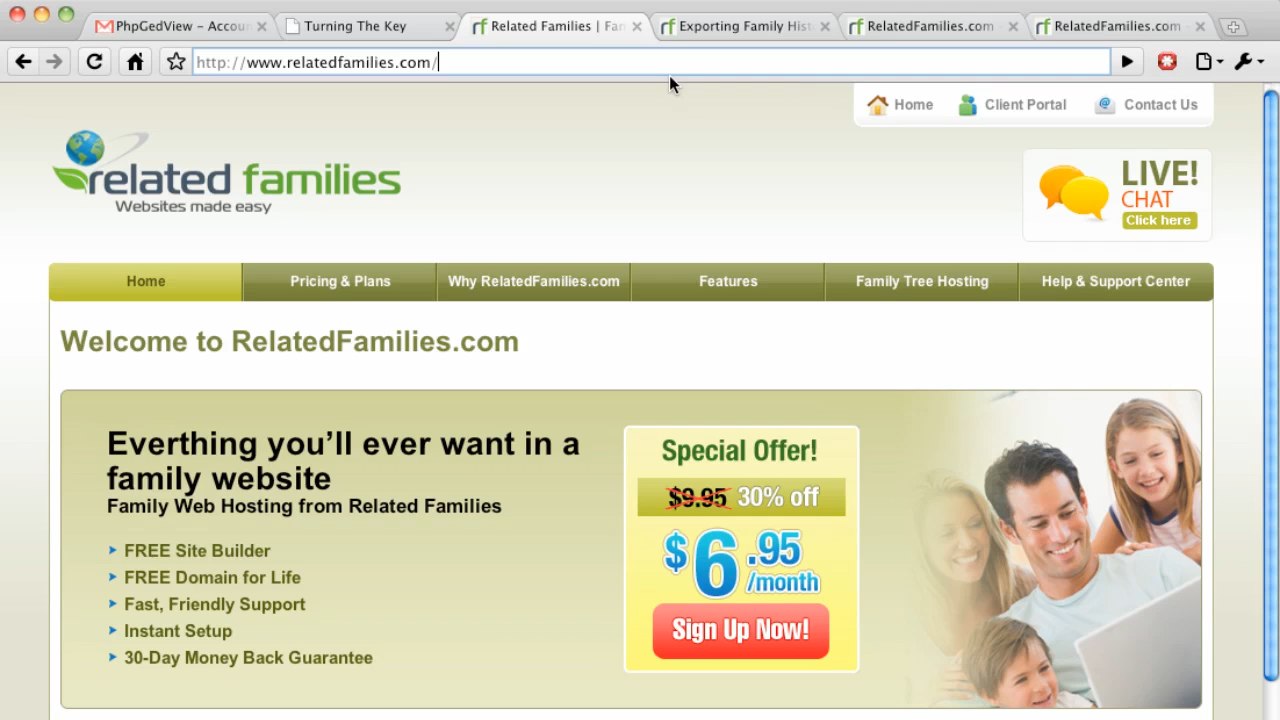 PhpGedView – Accou
Turning The Key
Related Families | Fan
Exporting Family Hist
RelatedFamilies.com -
RelatedFamilies.com -
http://www.relatedfamilies.com/
Home
Client Portal
Contact Us
related families
Websites made easy
LIVE!
CHAT
Click here
Home
Pricing & Plans
Why RelatedFamilies.com
Features
Family Tree Hosting
Help & Support Center
Welcome to RelatedFamilies.com
Everthing you’ll ever want in a
family website
Family Web Hosting from Related Families
FREE Site Builder
FREE Domain for Life
Fast, Friendly Support
Instant Setup
30-Day Money Back Guarantee
Special Offer!
$9.95 30% off
$6.95
/month
Sign Up Now!